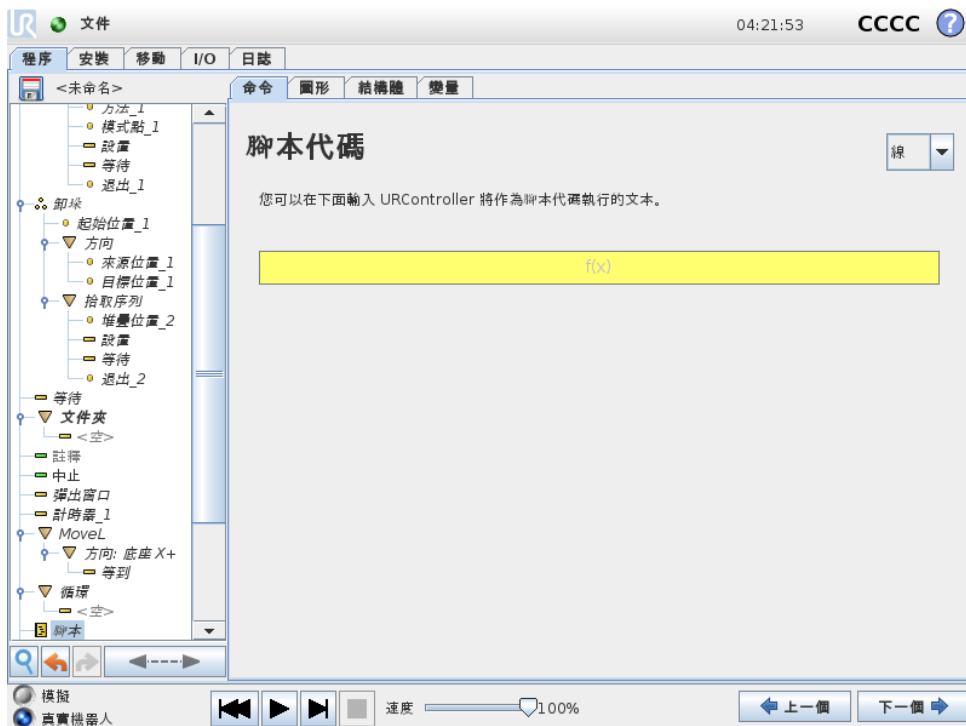 UR 文件 04:21:53 CCCC ?
程序 安裝 移動 I/O 日誌
<未命名>
命令 圖形 結構體 變量
方法_1
模式點_1
設置
等待
退出_1
卸垛
起始位置_1
方向
來源位置_1
目標位置_1
拾取序列
堆疊位置_2
設置
等待
退出_2
等待
文件夾
<空>
註釋
中止
彈出窗口
計時器_1
MoveL
方向: 底座 X+
等到
循環
<空>
腳本
腳本代碼
線
您可以在下面輸入 URController 將作為腳本代碼執行的文本。
f(x)
模擬
真實機器人
速度 100%
上一個 下一個